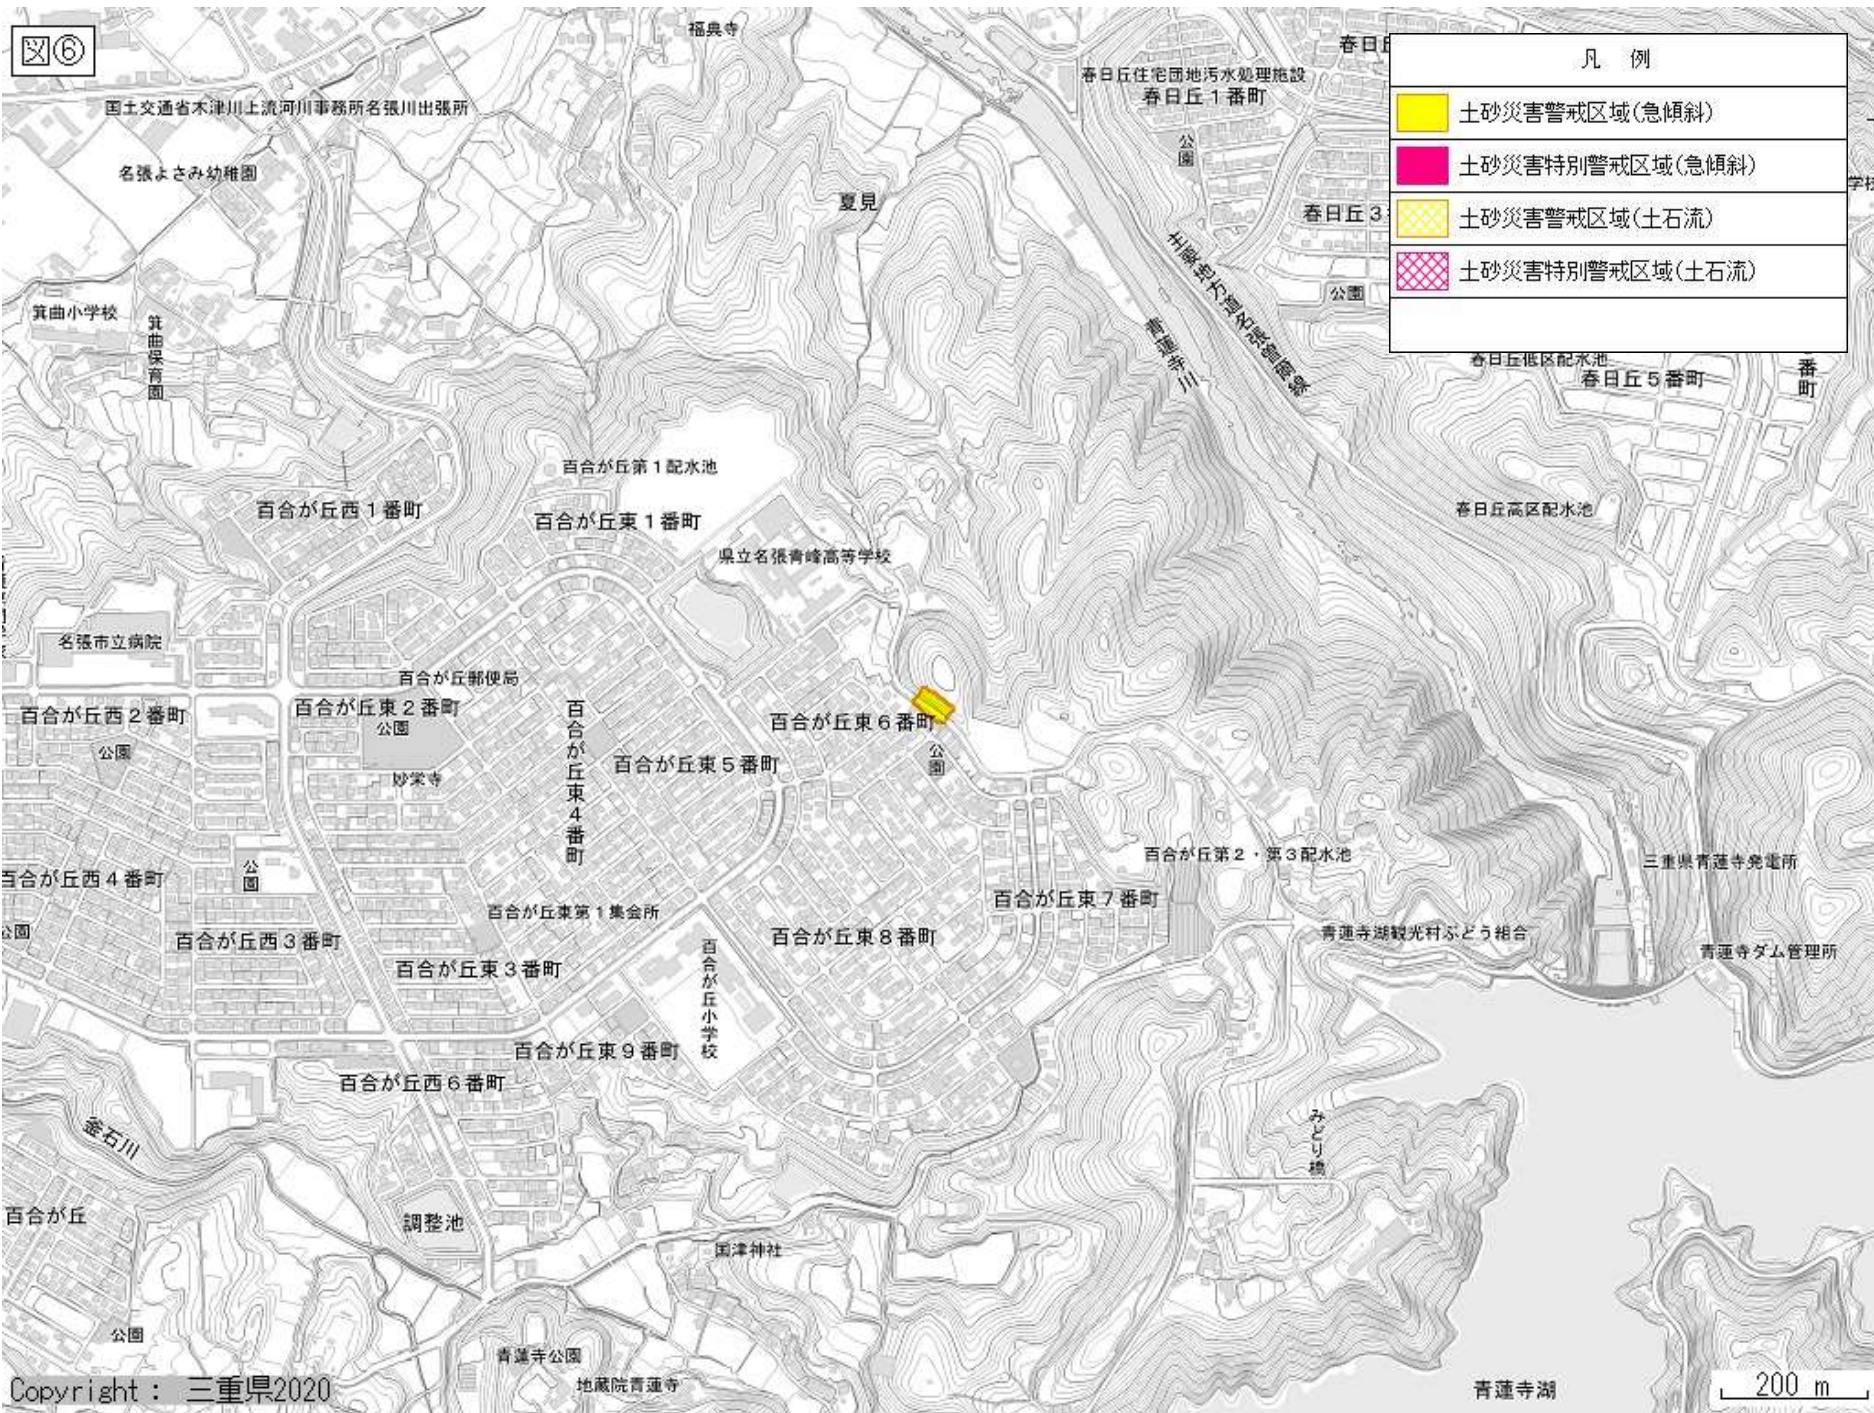 図⑥
福典寺
国土交通省木津川上流河川事務所名張川出張所
名張よさみ幼稚園
夏見
春日丘住宅団地汚水処理施設
春日丘1番町
公園
春日丘3
公園
主要地方道名張曽爾線
青蓮寺川
凡 例
土砂災害警戒区域(急傾斜)
土砂災害特別警戒区域(急傾斜)
土砂災害警戒区域(土石流)
土砂災害特別警戒区域(土石流)
学校
春日丘低区配水池
春日丘5番町
番町
箕曲小学校
箕曲保育園
百合が丘第1配水池
百合が丘西1番町
百合が丘東1番町
県立名張青峰高等学校
春日丘高区配水池
名張市立病院
百合が丘郵便局
百合が丘西2番町
百合が丘東2番町
公園
公園
妙栄寺
百合が丘東4番町
百合が丘東5番町
百合が丘東6番町
公園
百合が丘西4番町
公園
公園
百合が丘西3番町
百合が丘東第1集会所
百合が丘東3番町
百合が丘小学校
百合が丘東8番町
百合が丘東7番町
百合が丘第2・第3配水池
三重県青蓮寺発電所
青蓮寺湖観光村ぶどう組合
青蓮寺ダム管理所
百合が丘東9番町
百合が丘西6番町
金石川
みどり橋
百合が丘
調整池
国津神社
公園
青蓮寺公園
地蔵院青蓮寺
青蓮寺湖
Copyright : 三重県2020
200 m